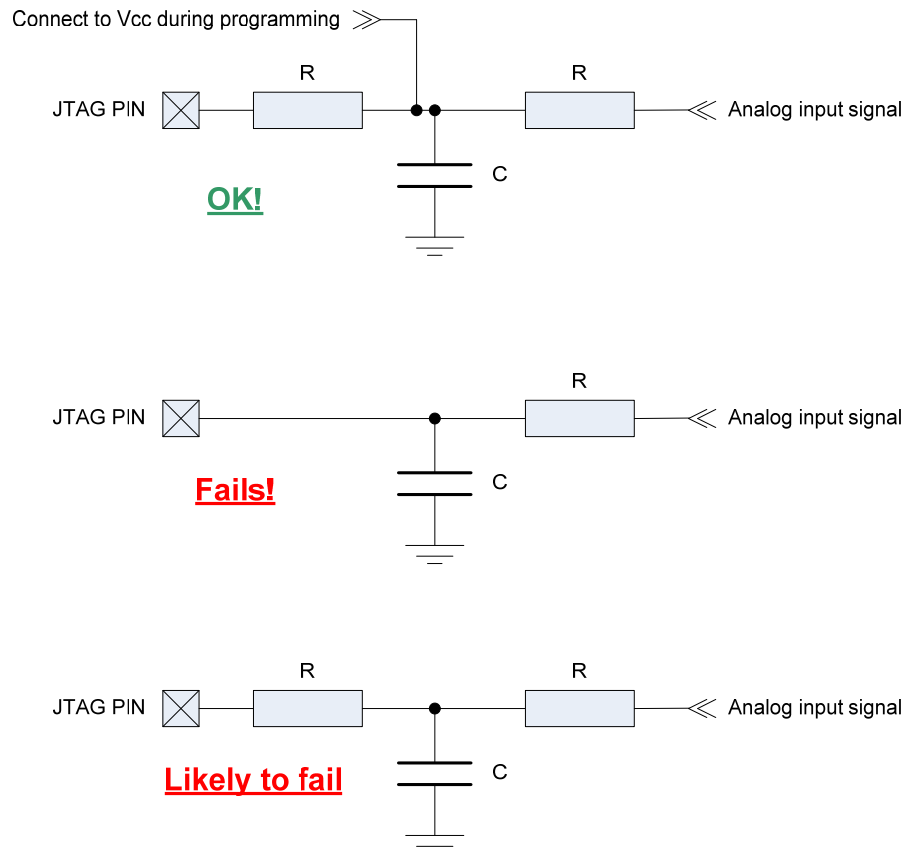 Connect to Vcc during programming
R
R
JTAG PIN
Analog input signal
C
OK!
R
JTAG PIN
Analog input signal
C
Fails!
R
R
JTAG PIN
Analog input signal
C
Likely to fail